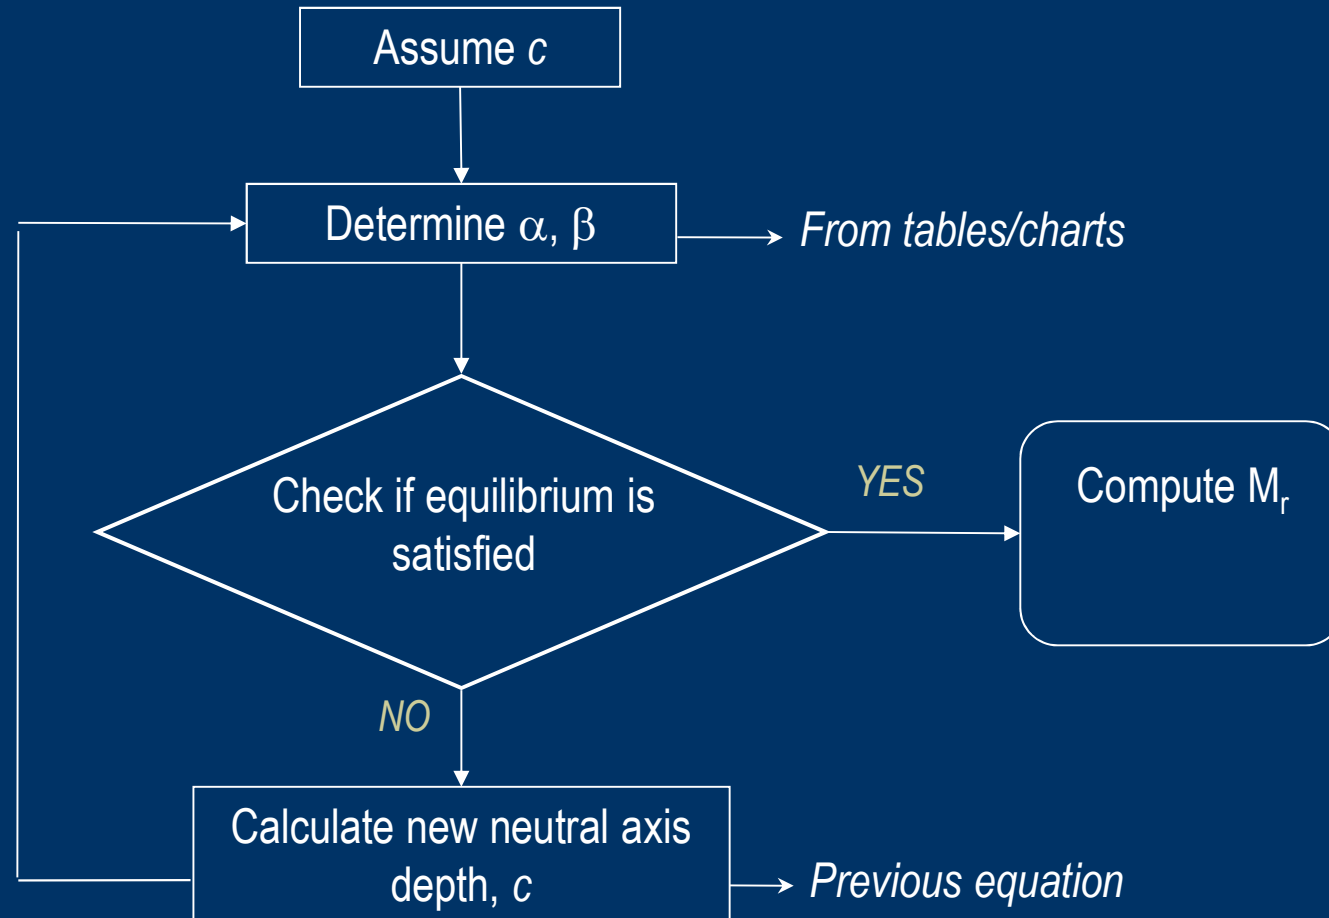 Assume c
Determine α, β
From tables/charts
Check if equilibrium is
satisfied
YES
Compute Mr
NO
Calculate new neutral axis
depth, c
Previous equation